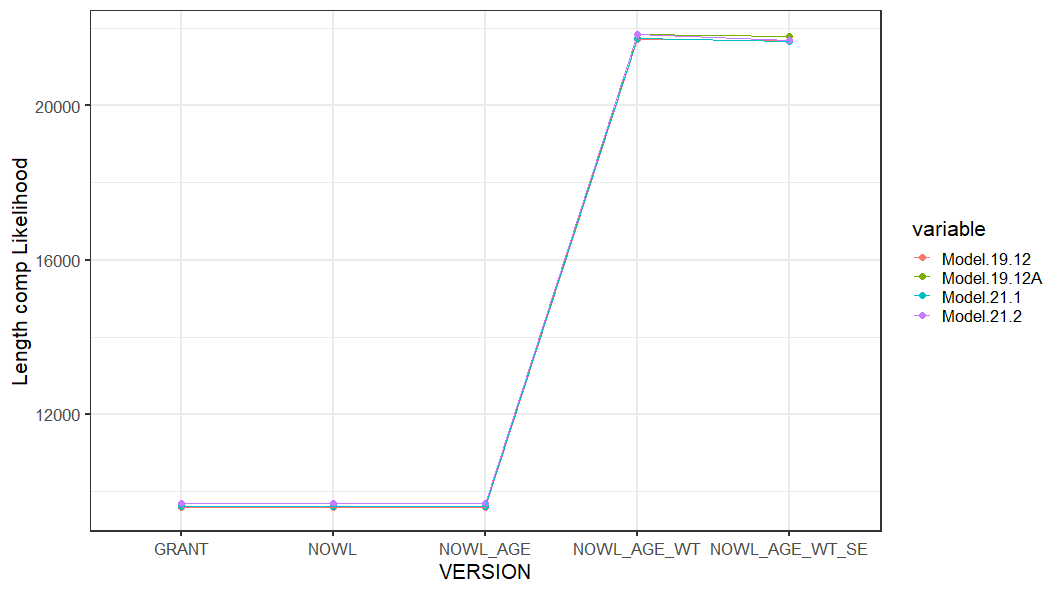 Length comp Likelihood
20000
16000
12000
GRANT
NOWL
NOWL_AGE
NOWL_AGE_WT
NOWL_AGE_WT_SE
VERSION
variable
Model.19.12
Model.19.12A
Model.21.1
Model.21.2